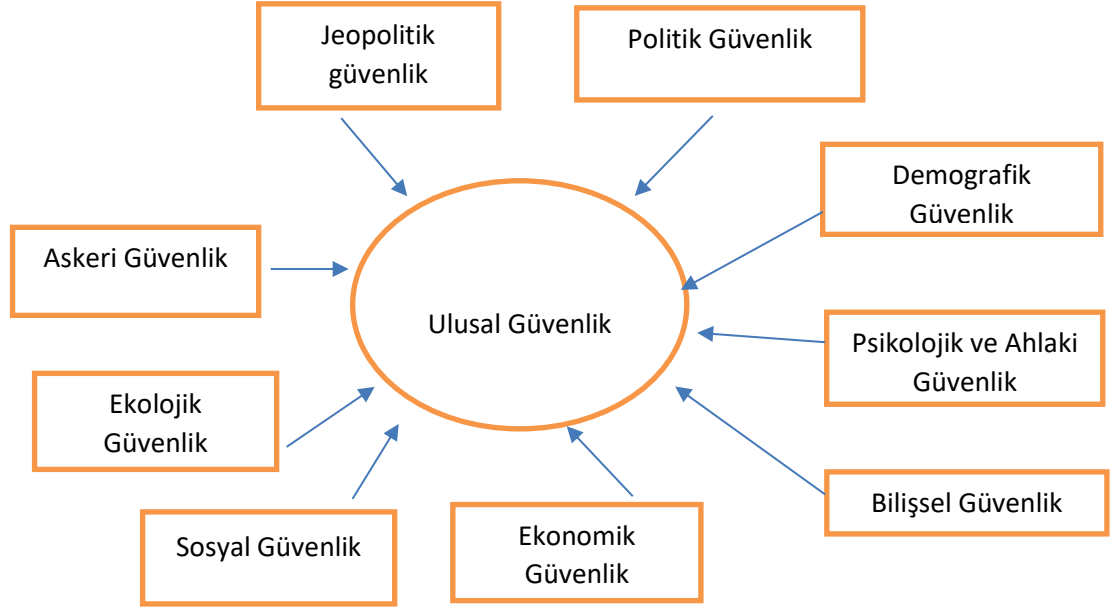 Jeopolitik
güvenlik
Politik Güvenlik
Demografik
Güvenlik
Askeri Güvenlik
Ulusal Güvenlik
Psikolojik ve Ahlaki
Güvenlik
Ekolojik
Güvenlik
Bilişsel Güvenlik
Sosyal Güvenlik
Ekonomik
Güvenlik